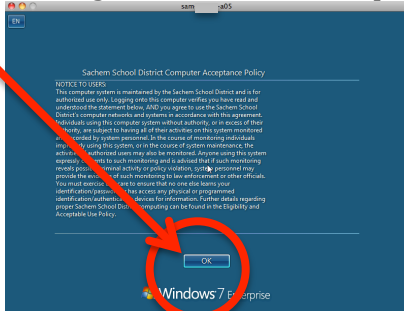 sam -a05
EN
Sachem School District Computer Acceptance Policy
NOTICE TO USERS:
This computer system is maintained by the Sachem School District and is for
authorized use only. Logging onto this computer verifies you have read and
understood the statement below, AND you agree to use the Sachem School
District's computer networks and systems in accordance with this agreement.
Individuals using this computer system without authority, or in excess of their
authority, are subject to having all of their activities on this system monitored
and recorded by system personnel. In the course of monitoring individuals
improperly using this system, or in the course of system maintenance, the
activities of authorized users may also be monitored. Anyone using this system
expressly consents to such monitoring and is advised that if such monitoring
reveals possible criminal activity or policy violation, system personnel may
provide the evidence of such monitoring to law enforcement or other officials.
You must exercise care to ensure that no one else learns your
identification/password or has access any physical or programmed
identification/authentication devices for information. Further details regarding
proper Sachem School District computing can be found in the Eligibility and
Acceptable Use Policy.
OK
Windows 7 Enterprise